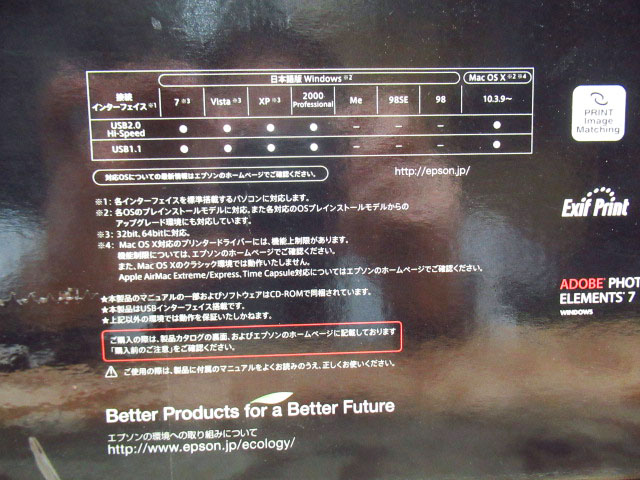 日本語版 Windows※2 Mac OS X※2 ※4
接続
インターフェイス※1 7※3 Vista※3 XP※3 2000 Professional Me 98SE 98 10.3.9～
USB2.0 Hi-Speed ● ● ● ● － － － ●
USB1.1 ● ● ● ● － － － ●
対応OSについての最新情報はエプソンのホームページでご確認ください。 http://epson.jp/
※1：各インターフェイスを標準搭載するパソコンに対応します。
※2：各OSのプレインストールモデルに対応。また各対応のOSプレインストールモデルからの
アップグレード環境にも対応しています。
※3：32bit、64bitに対応。
※4：Mac OS X対応のプリンタードライバーには、機能上制限があります。
機能制限については、エプソンのホームページでご確認ください。
また、Mac OS Xのクラシック環境では動作いたしません。
Apple AirMac Extreme/Express、Time Capsule対応についてはエプソンのホームページでご確認ください。
★本製品のマニュアルの一部およびソフトウェアはCD-ROMで同梱されています。
★本製品はUSBインターフェイス搭載です。
★上記以外の環境では動作を保証いたしかねます。
ご購入の際は、製品カタログの裏面、およびエプソンのホームページに記載しております
「購入前のご注意」をご確認ください。
⚠ ご使用の際は、製品に付属のマニュアルをよくお読みのうえ、正しくお使いください。
Better Products for a Better Future
エプソンの環境への取り組みについて
http://www.epson.jp/ecology/
PRINT
Image
Matching
Exif Print
ADOBE® PHOT
ELEMENTS® 7
WINDOWS